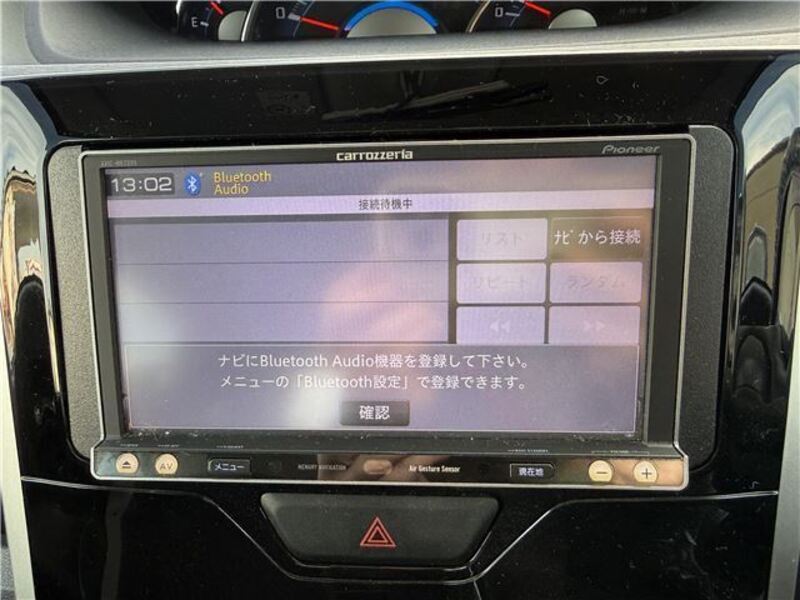 E
0
0
carrozzeria
Pioneer
13:02
Bluetooth
Audio
接続待機中
リスト
ナビから接続
リピート
ランダム
ナビにBluetooth Audio機器を登録して下さい。
メニューの「Bluetooth設定」で登録できます。
確認
AV
メニュー
MEMORY NAVIGATION
Air Gesture Sensor
現在地